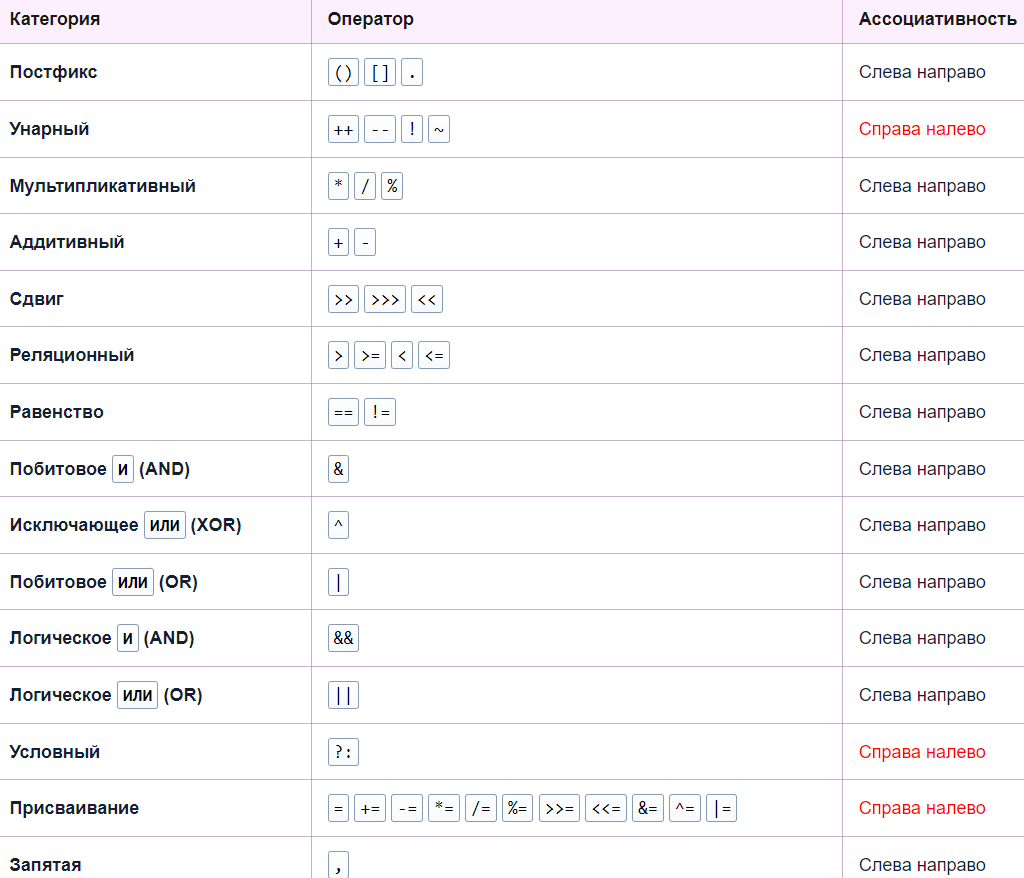 Категория Оператор Ассоциативность
Постфикс () [] . Слева направо
Унарный ++ -- ! ~ Справа налево
Мультипликативный * / % Слева направо
Аддитивный + - Слева направо
Сдвиг >> >>> << Слева направо
Реляционный > >= < <= Слева направо
Равенство == != Слева направо
Побитовое И (AND) & Слева направо
Исключающее ИЛИ (XOR) ^ Слева направо
Побитовое ИЛИ (OR) | Слева направо
Логическое И (AND) && Слева направо
Логическое ИЛИ (OR) || Слева направо
Условный ?: Справа налево
Присваивание = += -= *= /= %= >>= <<= &= ^= |= Справа налево
Запятая , Слева направо